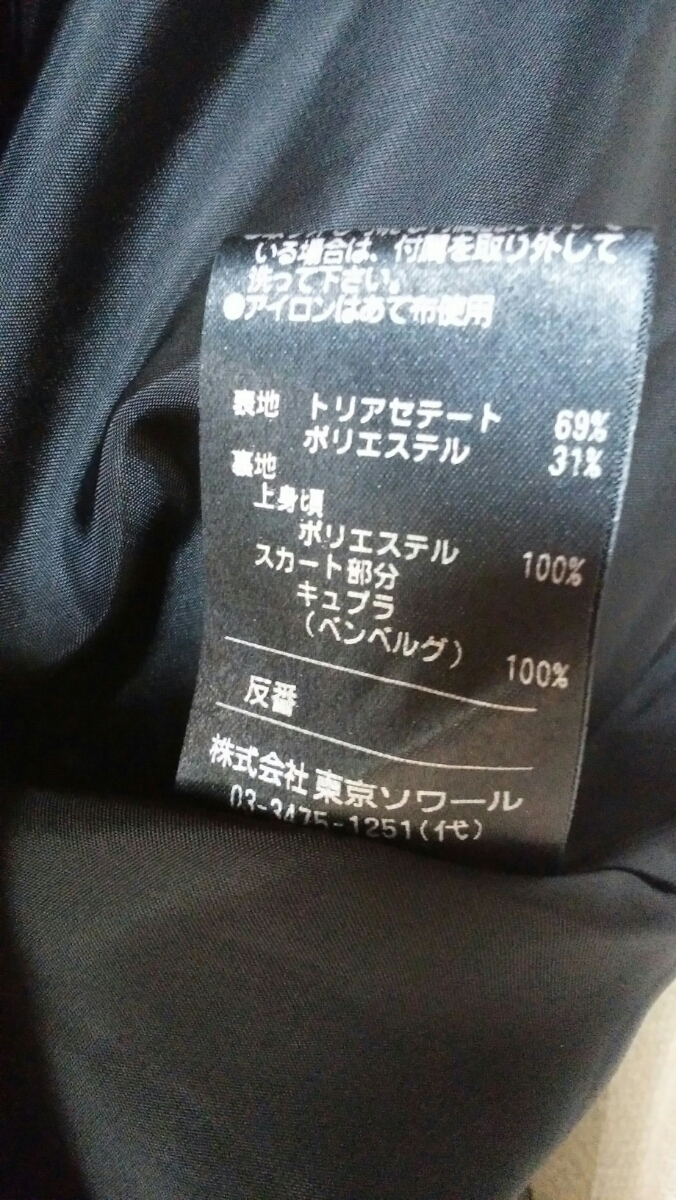 いる場合は、付属を取り外して
洗って下さい。
●アイロンはあて布使用
表地 トリアセテート 69%
ポリエステル 31%
裏地
上身頃
ポリエステル 100%
スカート部分
キュプラ
(ベンベルグ) 100%
反番
株式会社 東京ソワール
03-3475-1251(代)